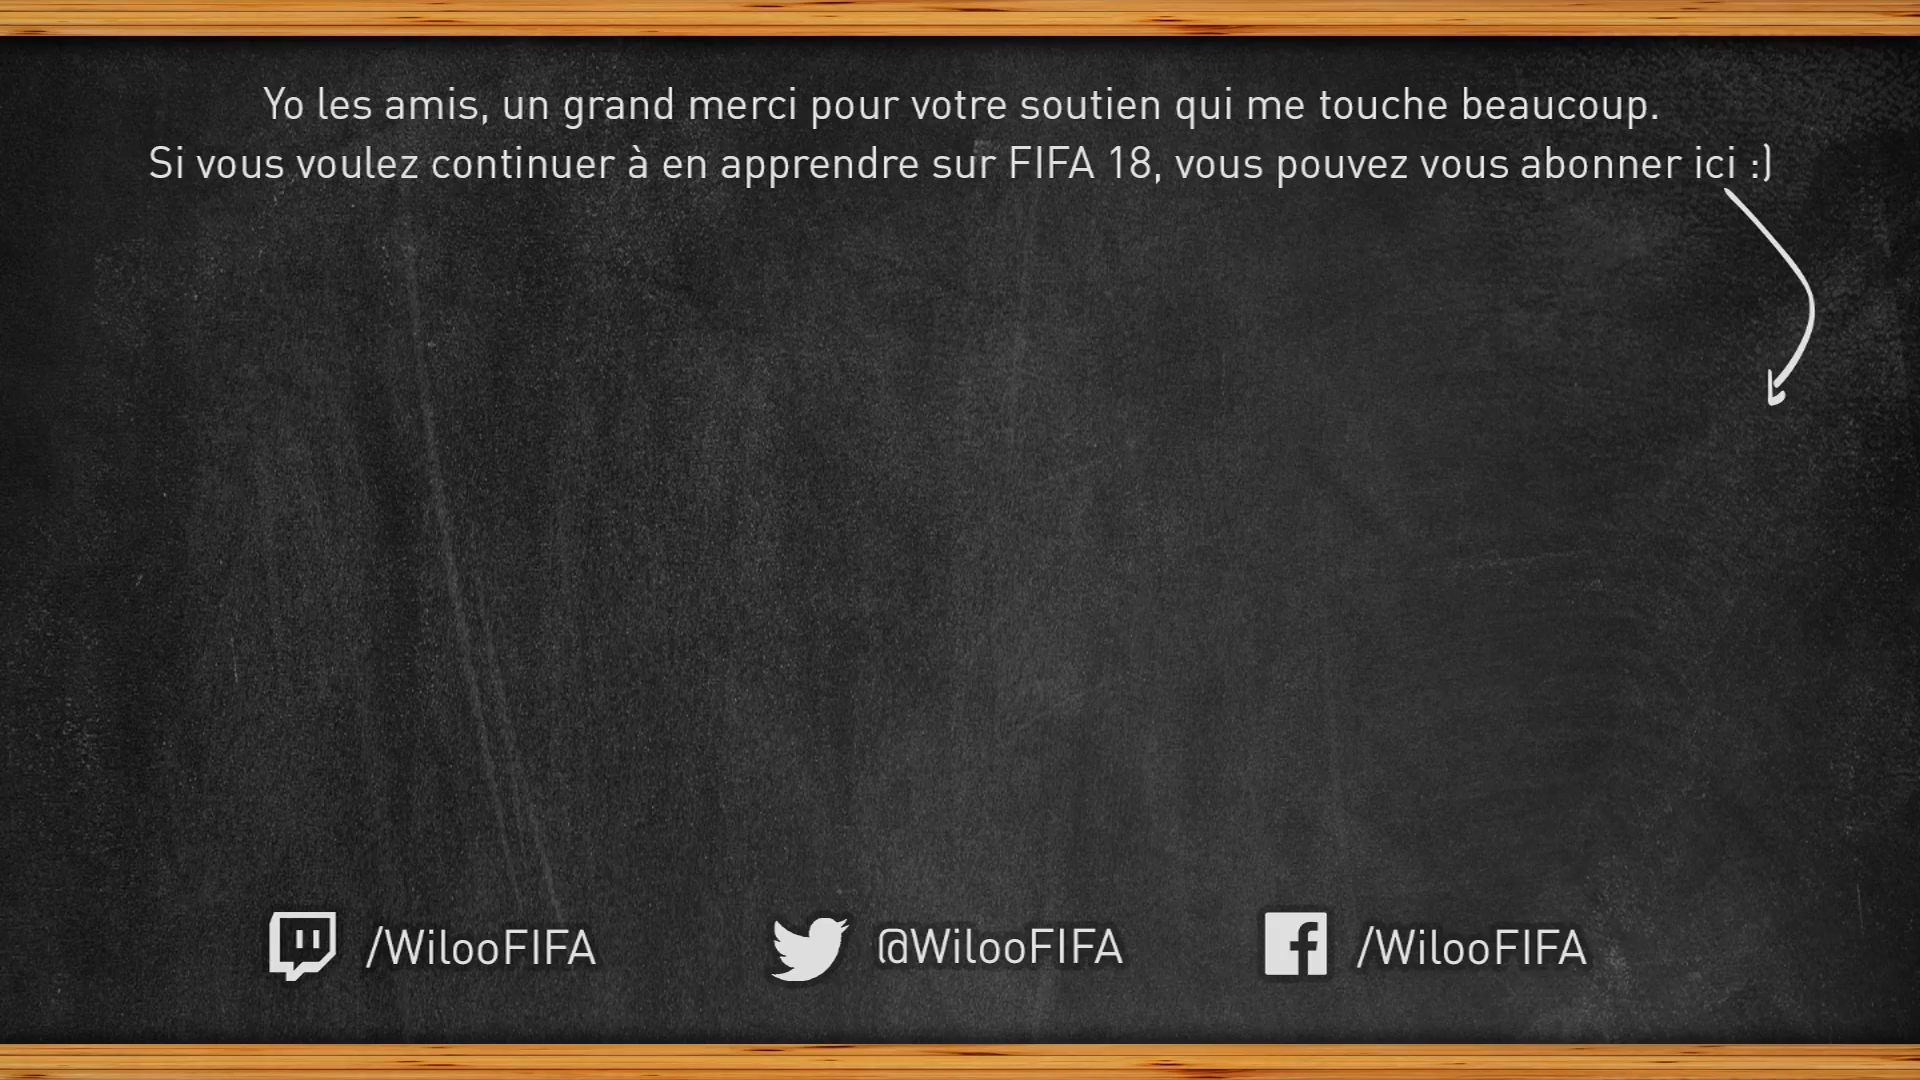 Yo les amis, un grand merci pour votre soutien qui me touche beaucoup.
Si vous voulez continuer à en apprendre sur FIFA 18, vous pouvez vous abonner ici :)
/WilooFIFA
@WilooFIFA
/WilooFIFA